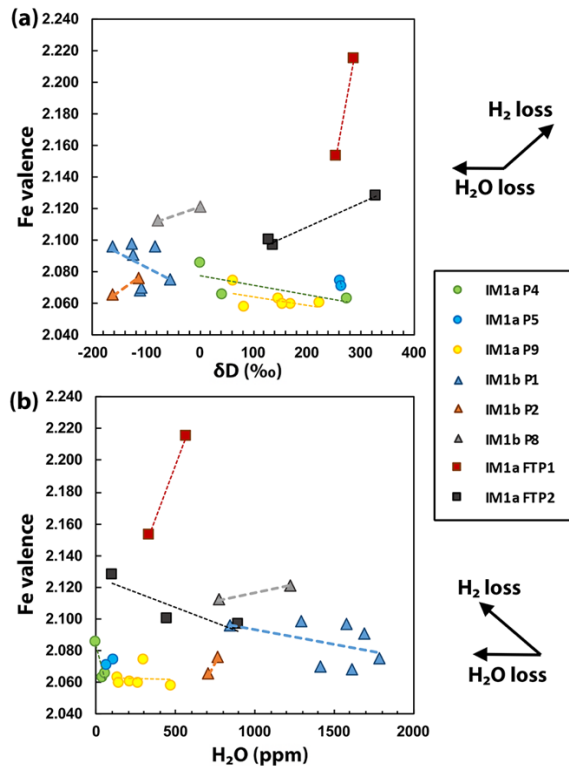 (a)
Fe valence
2.240
2.220
2.200
2.180
2.160
2.140
2.120
2.100
2.080
2.060
2.040
-200 -100 0 100 200 300 400
δD (‰)
H₂ loss
H₂O loss
IM1a P4
IM1a P5
IM1a P9
IM1b P1
IM1b P2
IM1b P8
IM1a FTP1
IM1a FTP2
(b)
Fe valence
2.240
2.220
2.200
2.180
2.160
2.140
2.120
2.100
2.080
2.060
2.040
0 500 1000 1500 2000
H₂O (ppm)
H₂ loss
H₂O loss